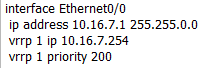 interface Ethernet0/0
ip address 10.16.7.1 255.255.0.0
vrrp 1 ip 10.16.7.254
vrrp 1 priority 200